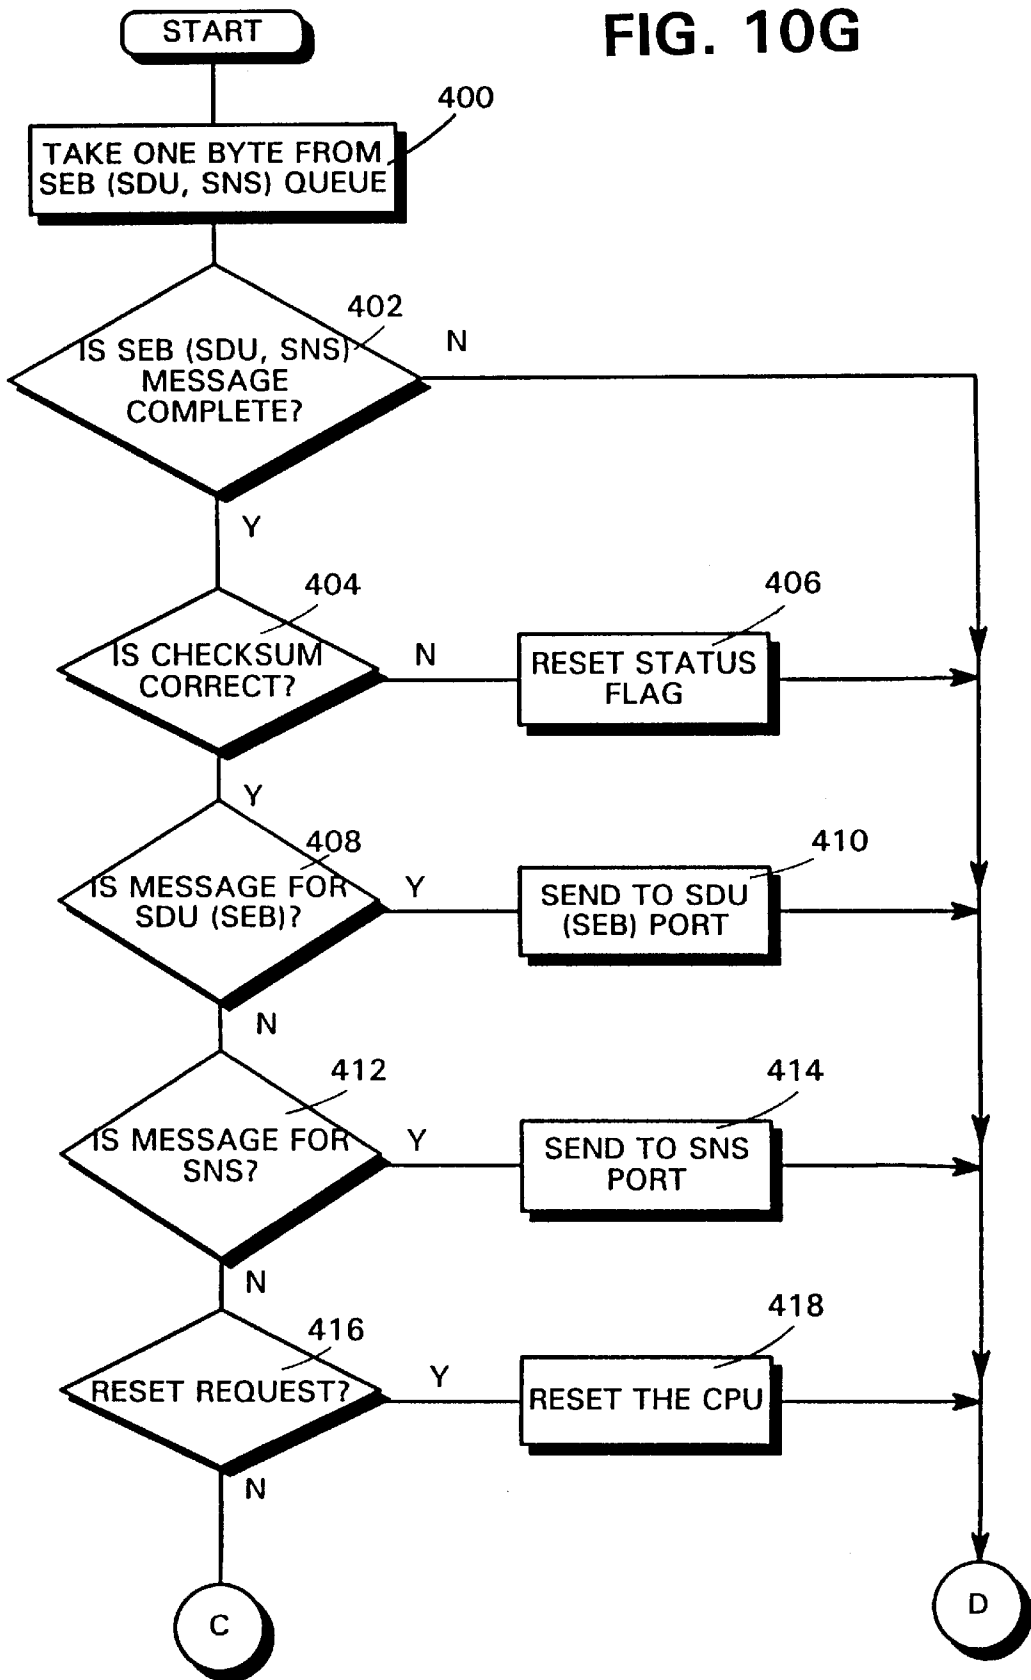 START
FIG. 10G
400
TAKE ONE BYTE FROM
SEB (SDU, SNS) QUEUE
402
IS SEB (SDU, SNS)
MESSAGE
COMPLETE?
N
Y
404
IS CHECKSUM
CORRECT?
N
406
RESET STATUS
FLAG
Y
408
IS MESSAGE FOR
SDU (SEB)?
Y
410
SEND TO SDU
(SEB) PORT
N
412
IS MESSAGE FOR
SNS?
Y
414
SEND TO SNS
PORT
N
416
RESET REQUEST?
Y
418
RESET THE CPU
N
C
D